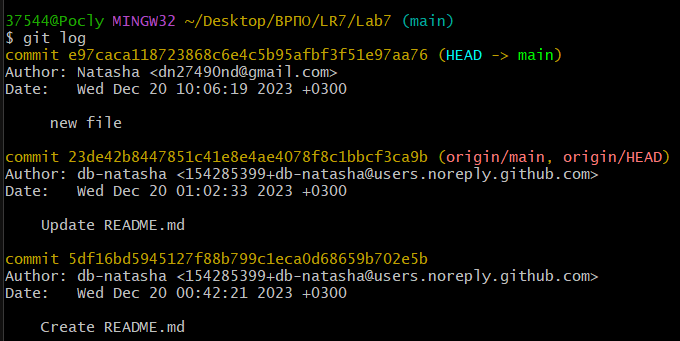 37544@Pocly MINGW32 ~/Desktop/ВРПО/LR7/Lab7 (main)
$ git log
commit e97caca118723868c6e4c5b95afbf3f51e97aa76 (HEAD -> main)
Author: Natasha <dn27490nd@gmail.com>
Date:   Wed Dec 20 10:06:19 2023 +0300
new file
commit 23de42b8447851c41e8e4ae4078f8c1bbcf3ca9b (origin/main, origin/HEAD)
Author: db-natasha <154285399+db-natasha@users.noreply.github.com>
Date:   Wed Dec 20 01:02:33 2023 +0300
Update README.md
commit 5df16bd5945127f88b799c1eca0d68659b702e5b
Author: db-natasha <154285399+db-natasha@users.noreply.github.com>
Date:   Wed Dec 20 00:42:21 2023 +0300
Create README.md